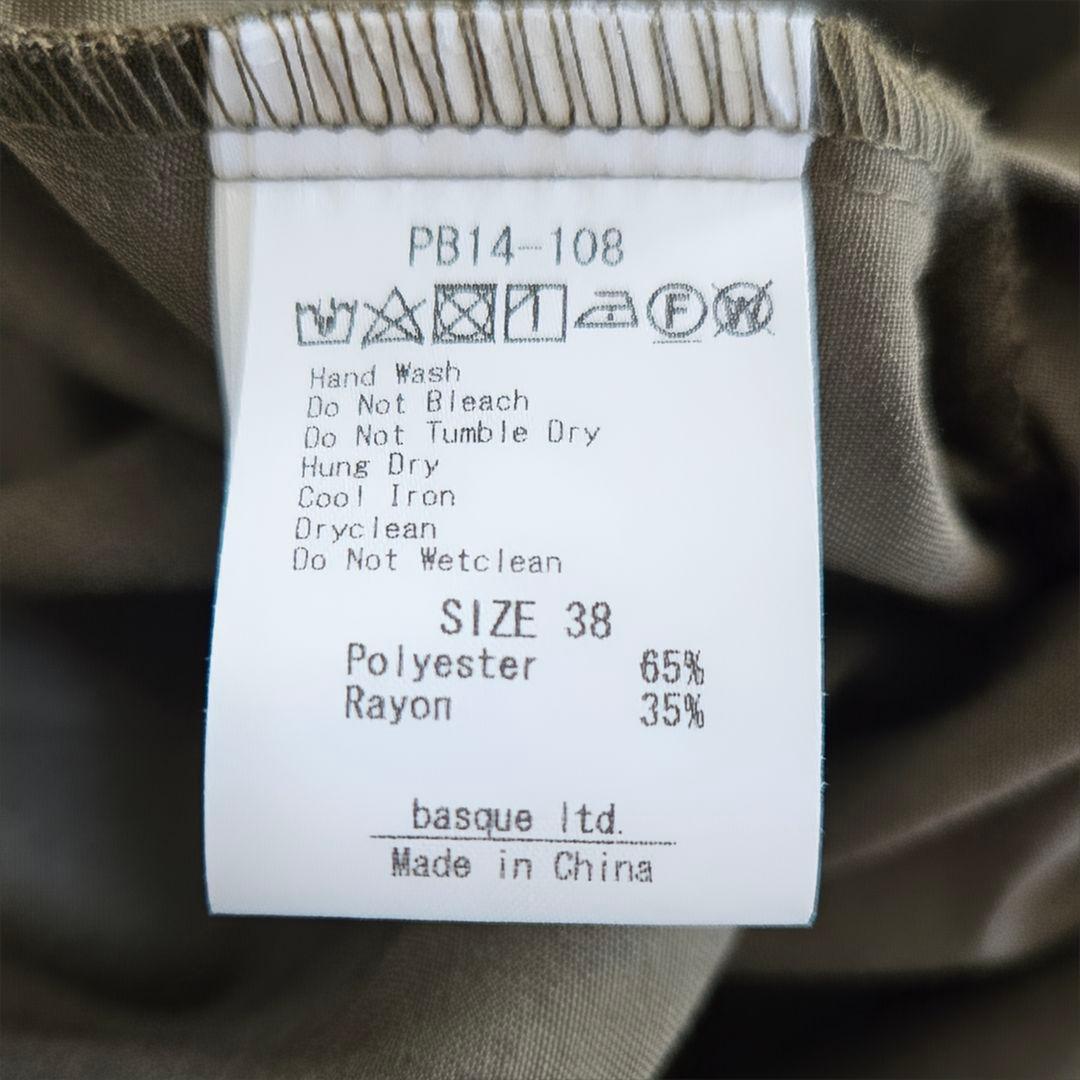 PB14-108
F W
Hand Wash
Do Not Bleach
Do Not Tumble Dry
Hung Dry
Cool Iron
Dryclean
Do Not Wetclean
SIZE 38
Polyester 65%
Rayon 35%
basque ltd.
Made in China